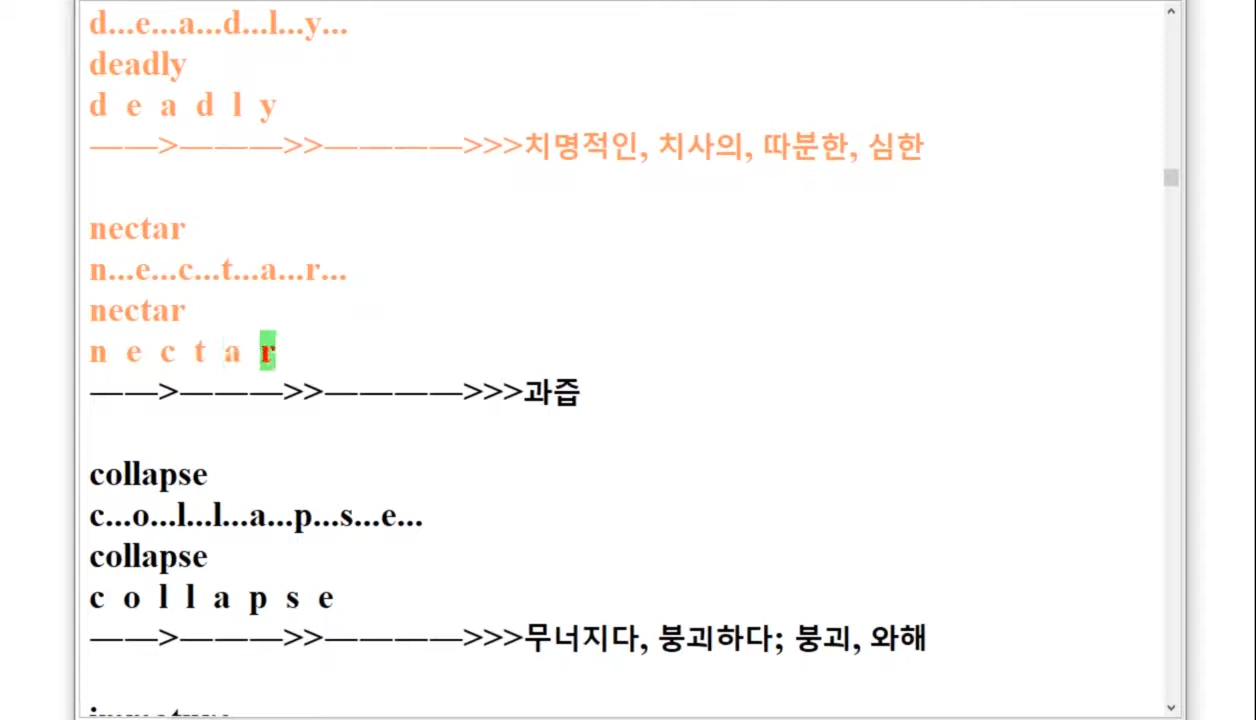 d...e...a...d...l...y...
deadly
d e a d l y
——>———>>————>>>치명적인, 치사의, 따분한, 심한
nectar
n...e...c...t...a...r...
nectar
n e c t a r
——>———>>————>>>과즙
collapse
c...o...l...l...a...p...s...e...
collapse
c o l l a p s e
——>———>>————>>>무너지다, 붕괴하다; 붕괴, 와해